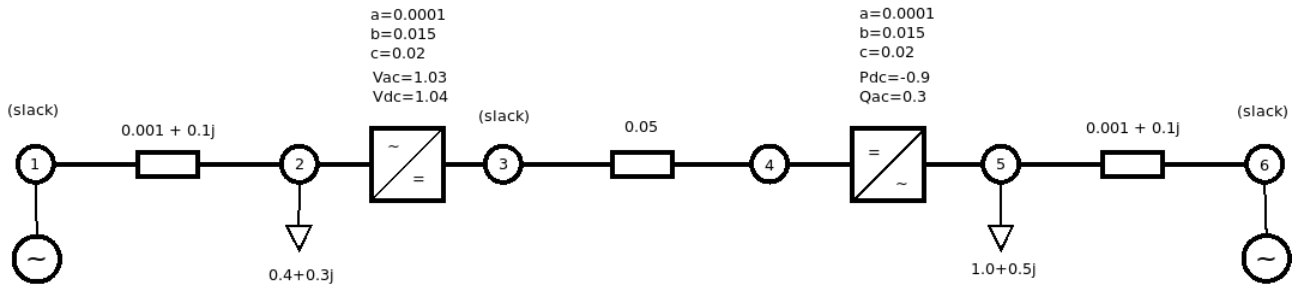 a=0.0001
b=0.015
c=0.02
Vac=1.03
Vdc=1.04
a=0.0001
b=0.015
c=0.02
Pdc=-0.9
Qac=0.3
(slack)
0.001 + 0.1j
(slack)
0.05
0.001 + 0.1j
(slack)
1
2
~
=
3
4
=
~
5
6
~
0.4+0.3j
1.0+0.5j
~